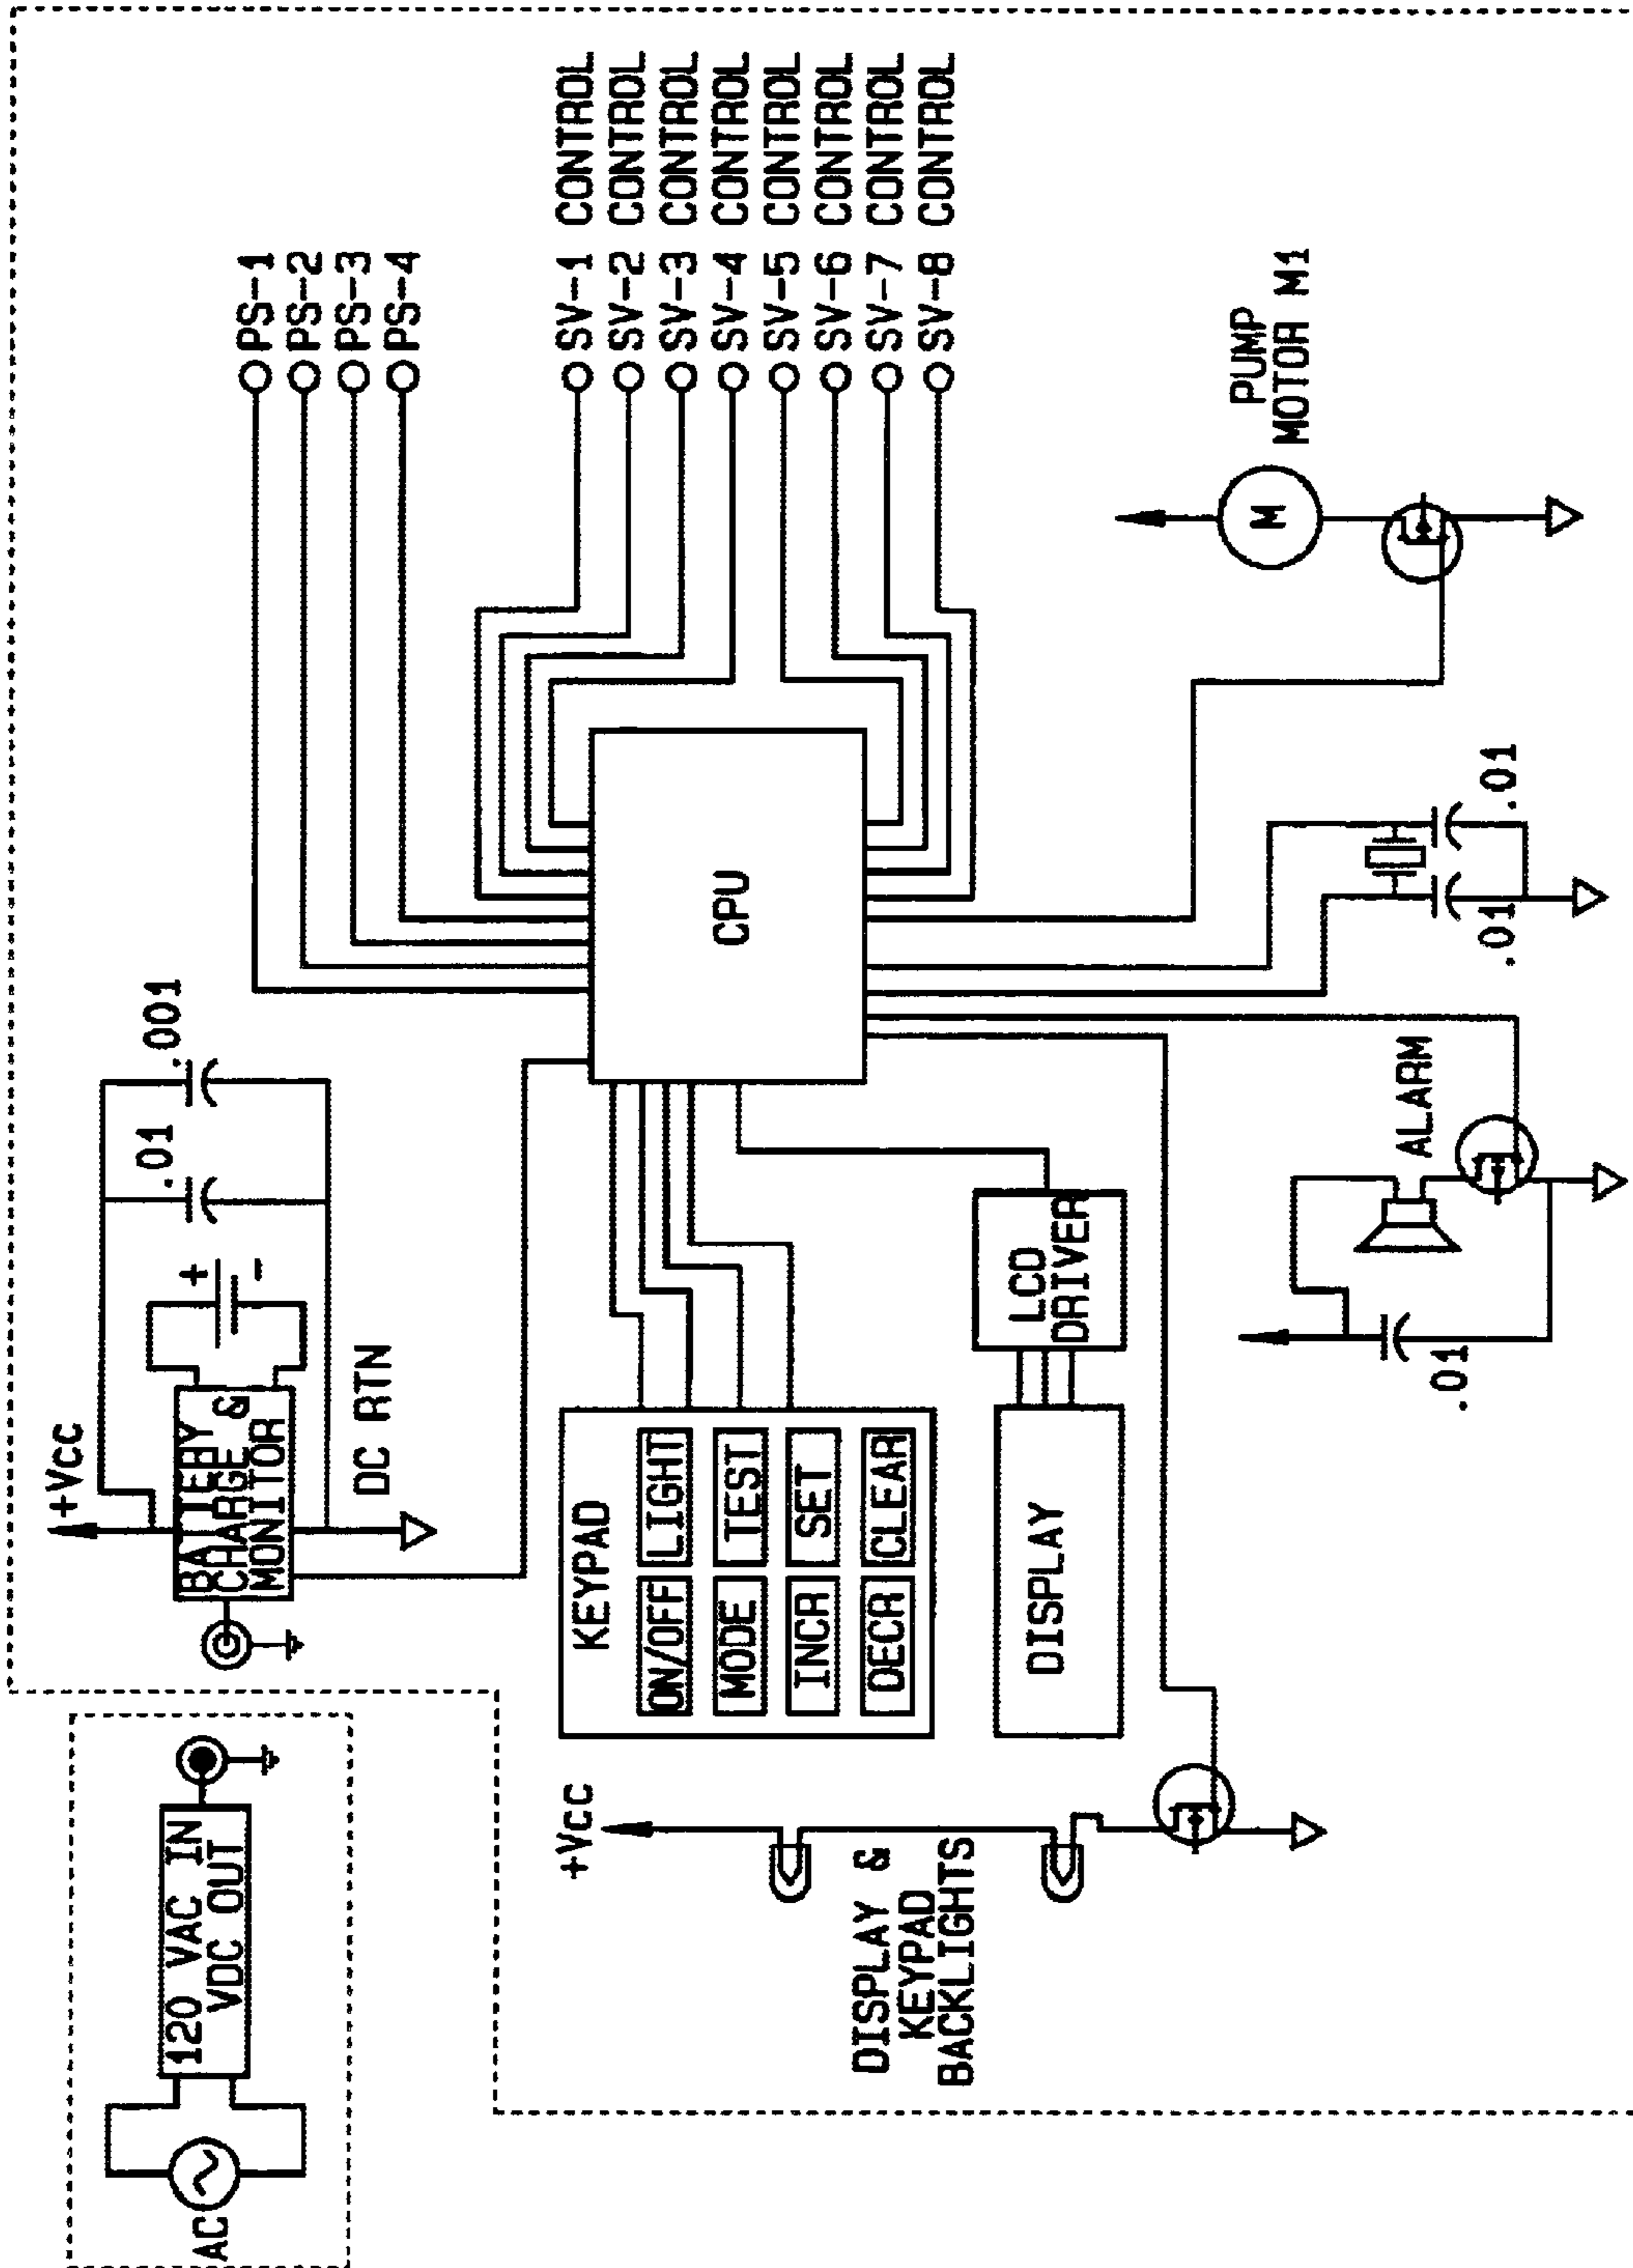 AC
120 VAC IN
VDC OUT
+Vcc
BATTERY
CHARGE &
MONITOR
+
-
DC RTN
.01
.001
PS-1
PS-2
PS-3
PS-4
SV-1 CONTROL
SV-2 CONTROL
SV-3 CONTROL
SV-4 CONTROL
SV-5 CONTROL
SV-6 CONTROL
SV-7 CONTROL
SV-8 CONTROL
CPU
KEYPAD
ON/OFF
LIGHT
MODE
TEST
INCR
SET
DECR
CLEAR
DISPLAY
LCD
DRIVER
+Vcc
DISPLAY &
KEYPAD
BACKLIGHTS
.01
ALARM
.01
.01
PUMP
MOTOR M1
M